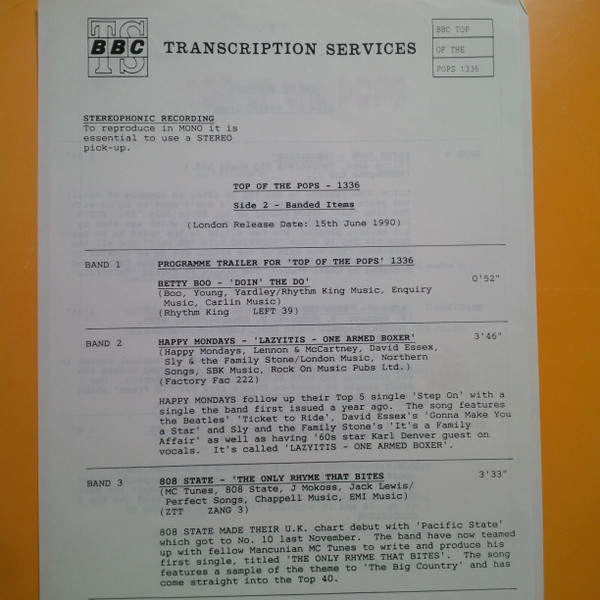 TS
BBC
TRANSCRIPTION SERVICES
BBC TOP
OF THE
POPS 1336
STEREOPHONIC RECORDING
To reproduce in MONO it is
essential to use a STEREO
pick-up.
TOP OF THE POPS - 1336
Side 2 - Banded Items
(London Release Date: 15th June 1990)
BAND 1 PROGRAMME TRAILER FOR 'TOP OF THE POPS' 1336
BETTY BOO - 'DOIN' THE DO' 0'52"
(Boo, Young, Yardley/Rhythm King Music, Enquiry
Music, Carlin Music)
(Rhythm King LEFT 39)
BAND 2 HAPPY MONDAYS - 'LAZYITIS - ONE ARMED BOXER' 3'46"
(Happy Mondays, Lennon & McCartney, David Essex,
Sly & the Family Stone/London Music, Northern
Songs, SBK Music, Rock On Music Pubs Ltd.)
(Factory Fac 222)
HAPPY MONDAYS follow up their Top 5 single 'Step On' with a
single the band first issued a year ago. The song features
the Beatles' 'Ticket to Ride', David Essex's 'Gonna Make You
a Star' and Sly and the Family Stone's 'It's a Family
Affair' as well as having '60s star Karl Denver guest on
vocals. It's called 'LAZYITIS - ONE ARMED BOXER'.
BAND 3 808 STATE - 'THE ONLY RHYME THAT BITES 3'33"
(MC Tunes, 808 State, J Mokoss, Jack Lewis/
Perfect Songs, Chappell Music, EMI Music)
(ZTT ZANG 3)
808 STATE MADE THEIR U.K. chart debut with 'Pacific State'
which got to No. 10 last November. The band have now teamed
up with fellow Mancunian MC Tunes to write and produce his
first single, titled 'THE ONLY RHYME THAT BITES'. The song
features a sample of the theme to 'The Big Country' and has
come straight into the Top 40.